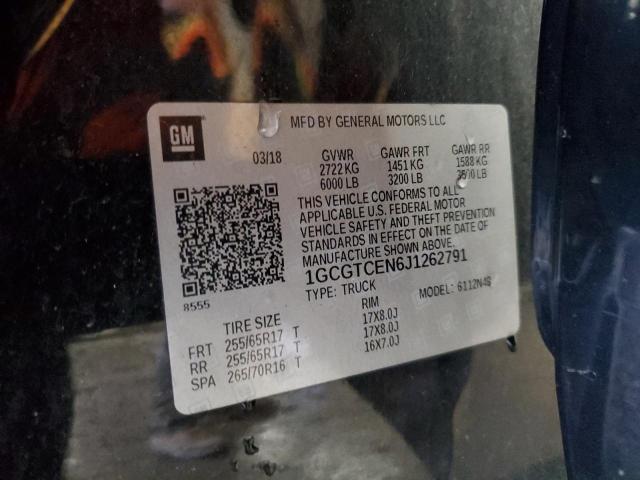 GM
MFD BY GENERAL MOTORS LLC
03/18 GVWR GAWR FRT GAWR RR
2722 KG 1451 KG 1588 KG
6000 LB 3200 LB 3500 LB
THIS VEHICLE CONFORMS TO ALL
APPLICABLE U.S. FEDERAL MOTOR
VEHICLE SAFETY AND THEFT PREVENTION
STANDARDS IN EFFECT ON THE DATE OF
MANUFACTURE SHOWN ABOVE.
1GCGTCEN6J1262791
TYPE: TRUCK MODEL: 6112N43
8555
TIRE SIZE RIM
FRT 255/65R17 T 17X8.0J
RR 255/65R17 T 17X8.0J
SPA 265/70R16 T 16X7.0J